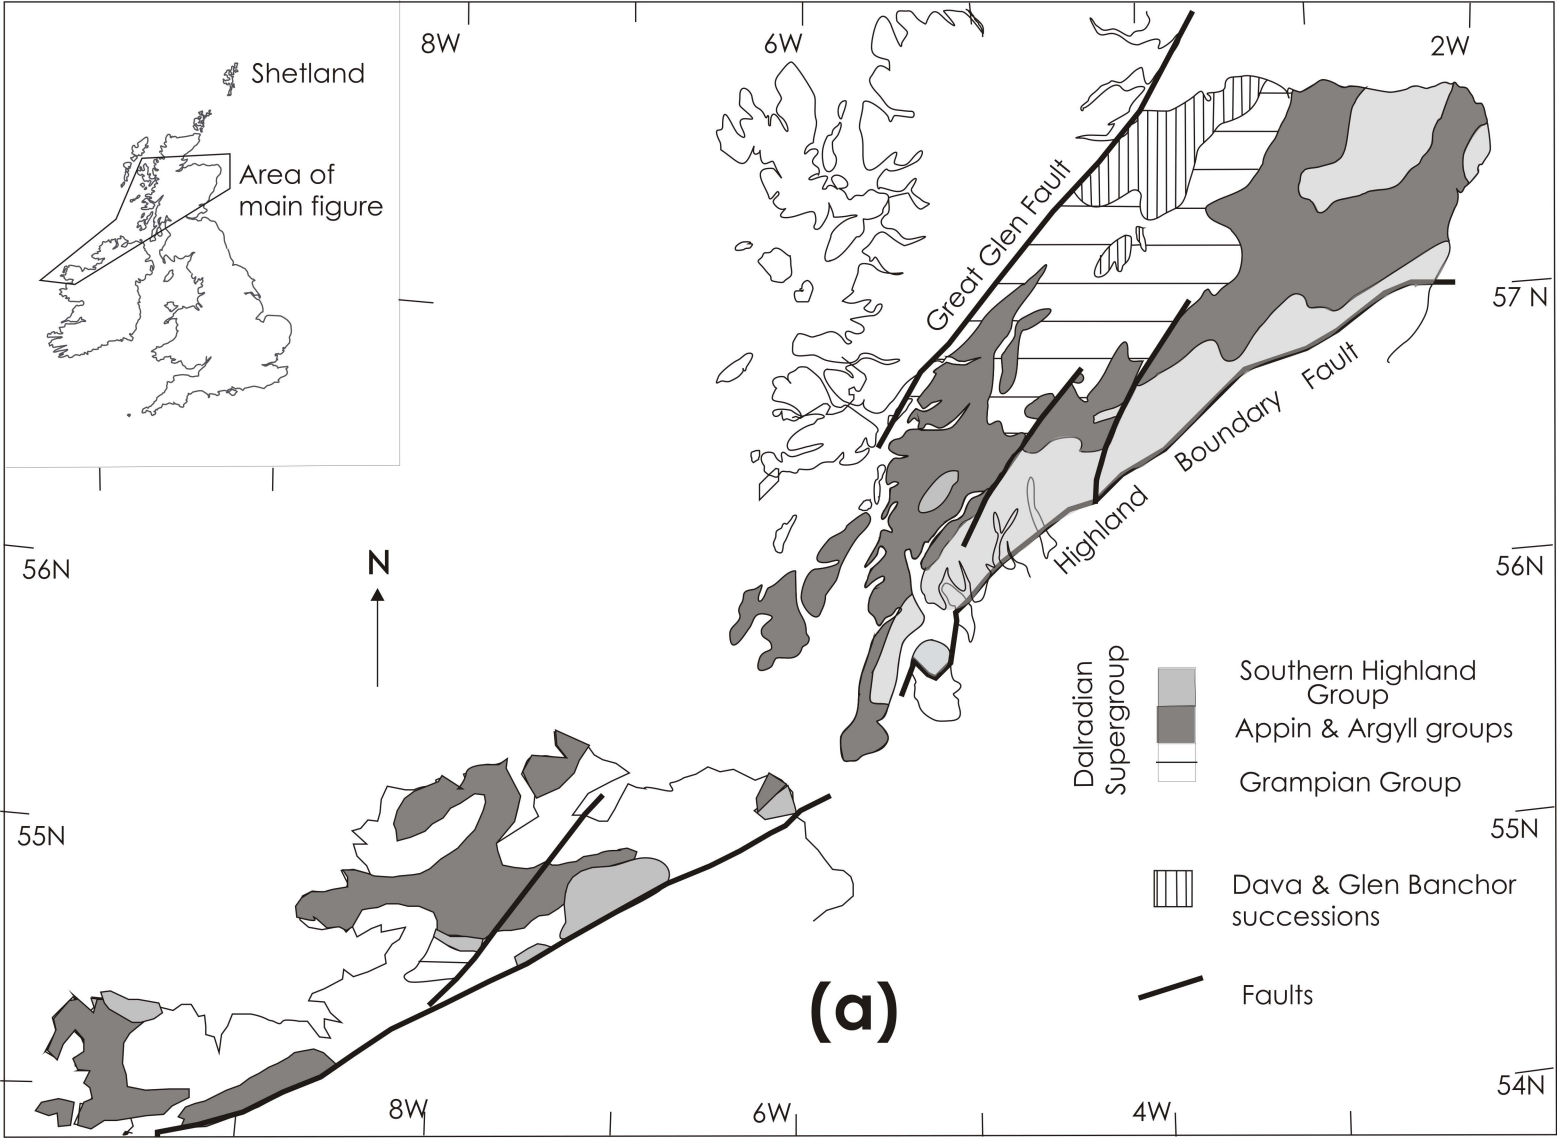 8W
6W
2W
Shetland
Area of
main figure
Great Glen Fault
57 N
Highland Boundary Fault
N
56N
56N
Dalradian
Supergroup
Southern Highland
Group
Appin & Argyll groups
Grampian Group
55N
55N
Dava & Glen Banchor
successions
(a)
Faults
54N
8W
6W
4W